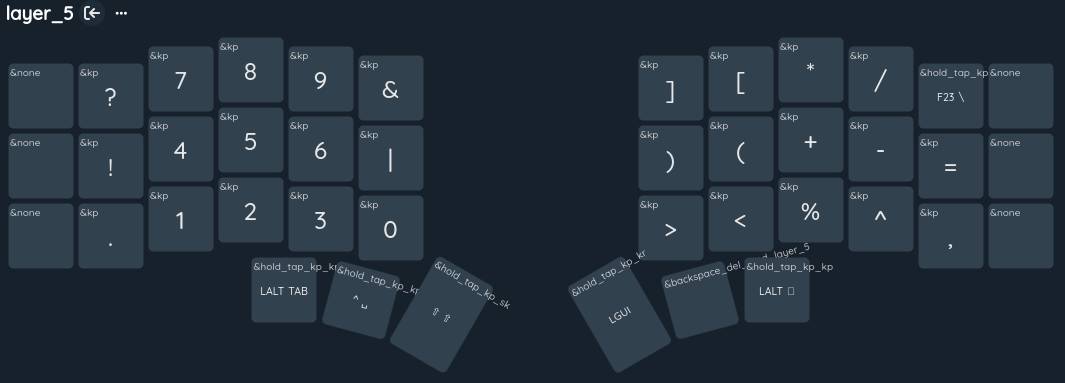 layer_5 ...
&none &kp ? &kp 7 &kp 8 &kp 9 &kp & &kp ] &kp [ &kp * &kp / &hold_tap_kp F23 \ &none
&none &kp ! &kp 4 &kp 5 &kp 6 &kp | &kp ) &kp ( &kp + &kp - &kp = &none
&none &kp . &kp 1 &kp 2 &kp 3 &kp 0 &kp > &kp < &kp % &kp ^ &kp , &none
&hold_tap_kp_kr LALT TAB &hold_tap_kp_kr ^ ␣ &hold_tap_kp_sk ⇧ ⇧ &hold_tap_kp_kr LGUI &backspace_del layer_5 &hold_tap_kp_kp LALT